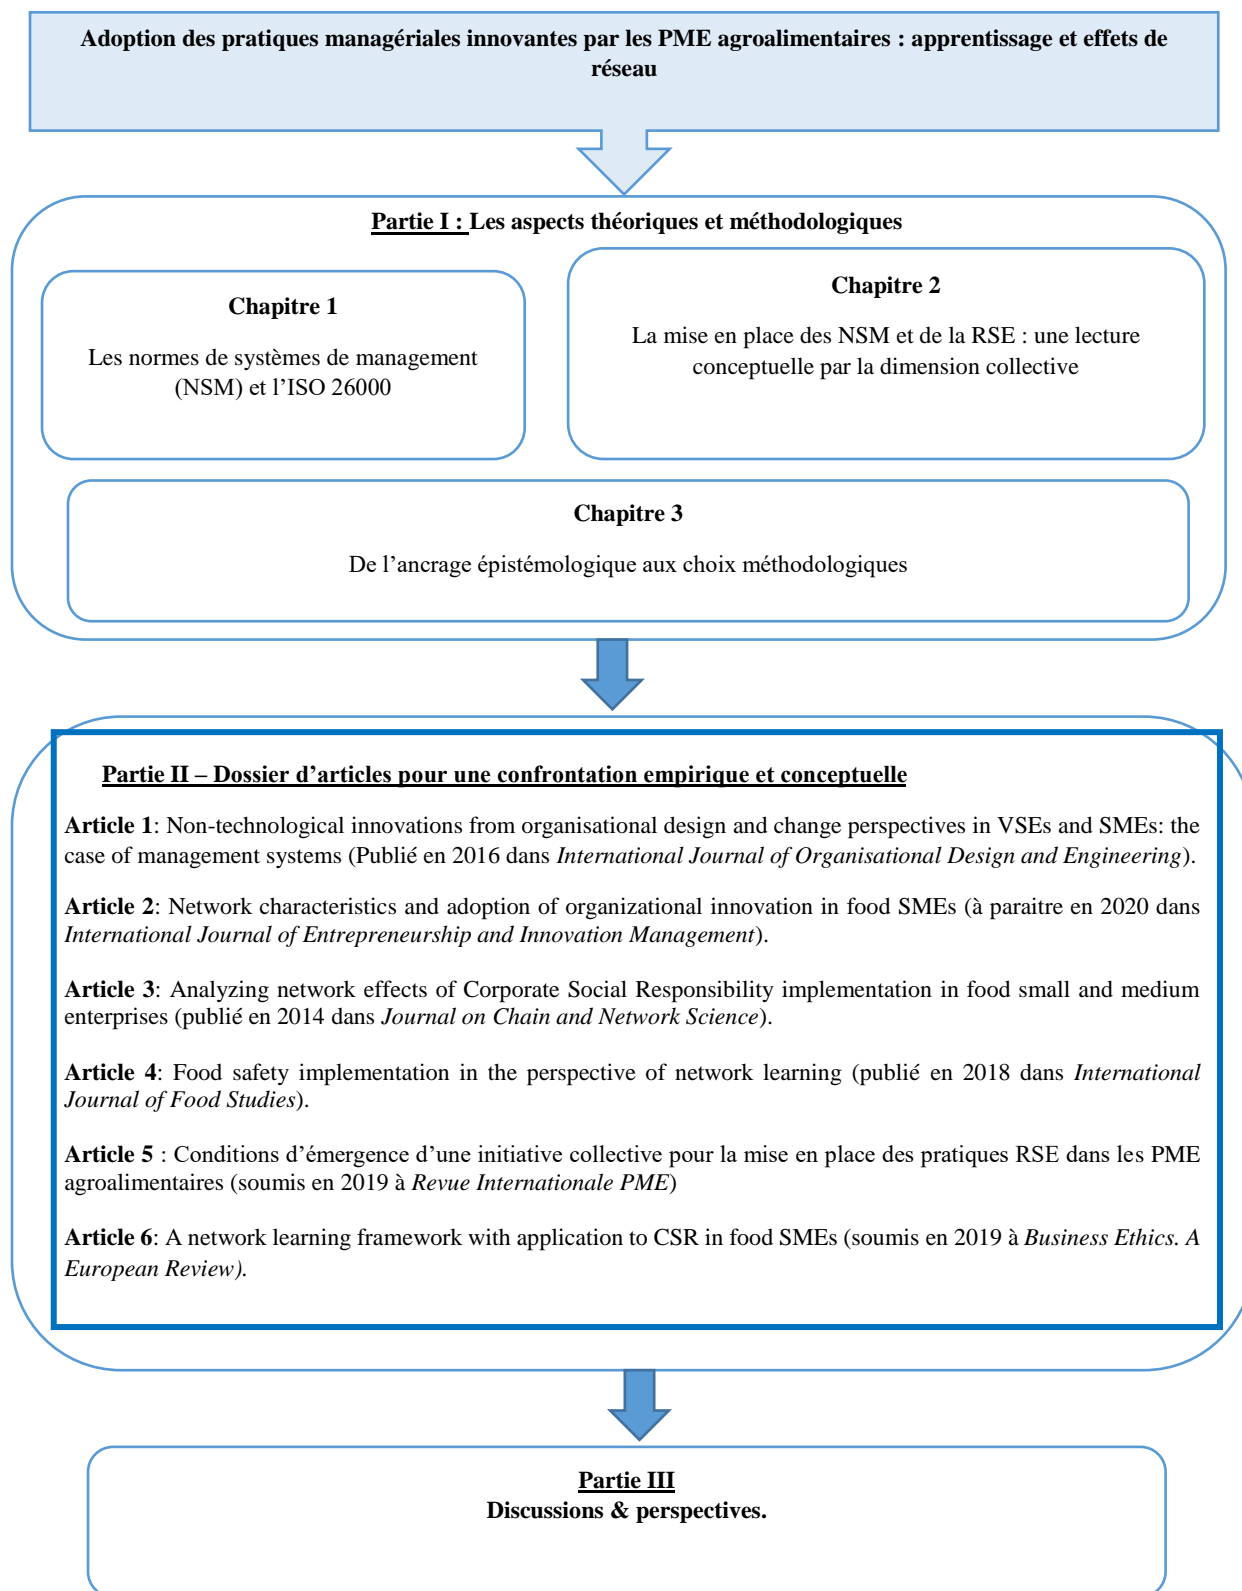 Adoption des pratiques managériales innovantes par les PME agroalimentaires : apprentissage et effets de
réseau
Partie I : Les aspects théoriques et méthodologiques
Chapitre 1
Les normes de systèmes de management
(NSM) et l’ISO 26000
Chapitre 2
La mise en place des NSM et de la RSE : une lecture
conceptuelle par la dimension collective
Chapitre 3
De l’ancrage épistémologique aux choix méthodologiques
Partie II – Dossier d’articles pour une confrontation empirique et conceptuelle
Article 1: Non-technological innovations from organisational design and change perspectives in VSEs and SMEs: the
case of management systems (Publié en 2016 dans International Journal of Organisational Design and Engineering).
Article 2: Network characteristics and adoption of organizational innovation in food SMEs (à paraitre en 2020 dans
International Journal of Entrepreneurship and Innovation Management).
Article 3: Analyzing network effects of Corporate Social Responsibility implementation in food small and medium
enterprises (publié en 2014 dans Journal on Chain and Network Science).
Article 4: Food safety implementation in the perspective of network learning (publié en 2018 dans International
Journal of Food Studies).
Article 5 : Conditions d’émergence d’une initiative collective pour la mise en place des pratiques RSE dans les PME
agroalimentaires (soumis en 2019 à Revue Internationale PME)
Article 6: A network learning framework with application to CSR in food SMEs (soumis en 2019 à Business Ethics. A
European Review).
Partie III
Discussions & perspectives.